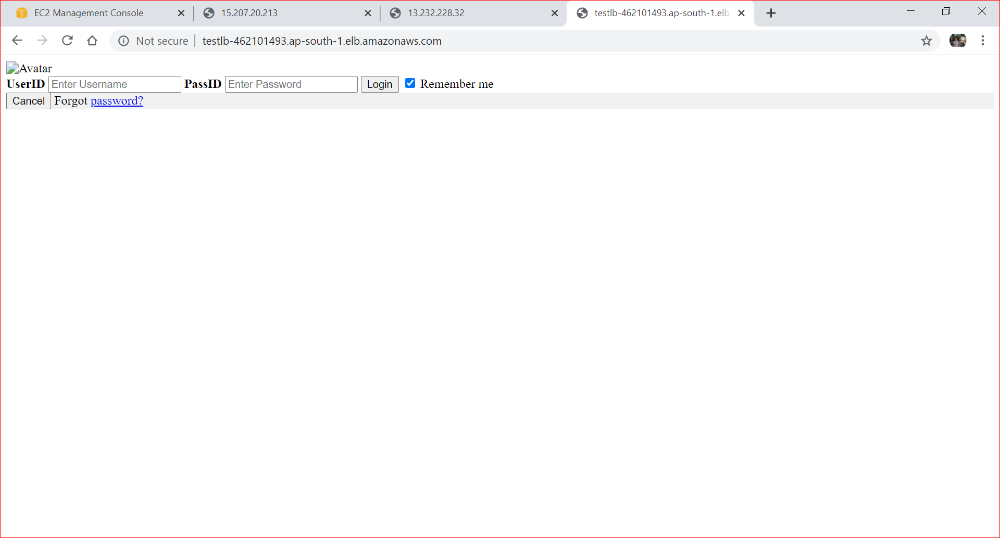 EC2 Management Console 15.207.20.213 13.232.228.32 testlb-462101493.ap-south-1.elb.
Not secure testlb-462101493.ap-south-1.elb.amazonaws.com
Avatar
UserID Enter Username PassID Enter Password Login Remember me
Cancel Forgot password?